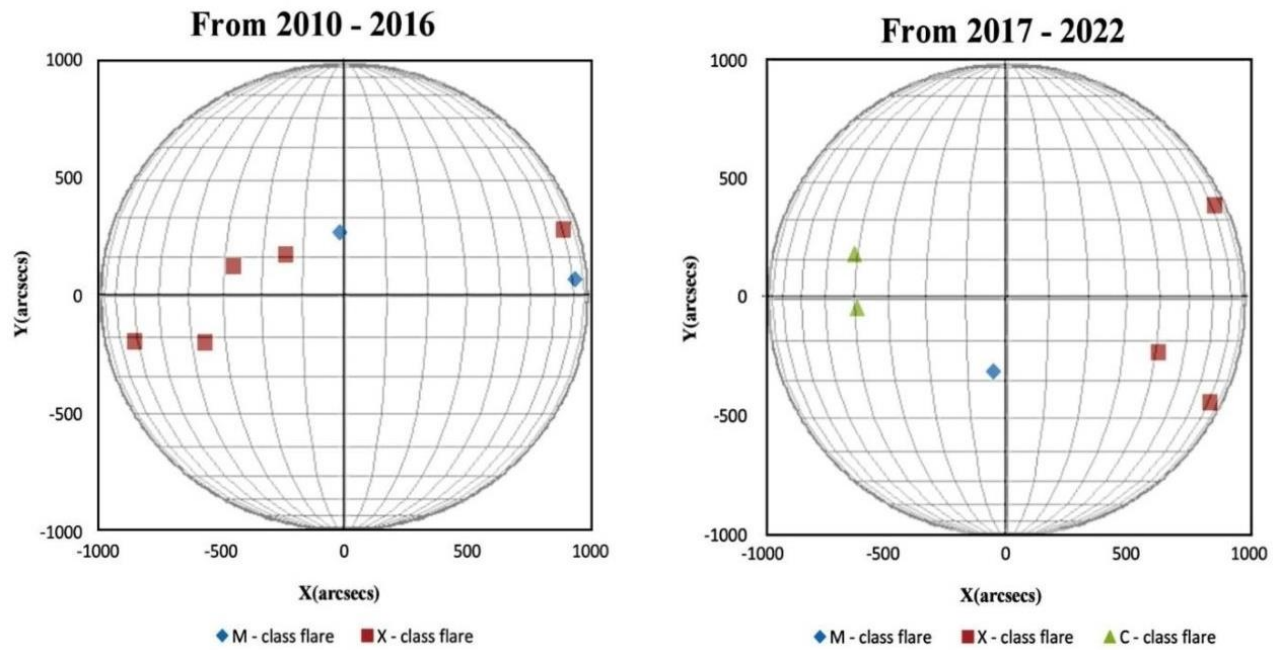 From 2010 - 2016
1000
500
0
-500
-1000
-1000 -500 0 500 1000
Y(arcsecs)
X(arcsecs)
M - class flare X - class flare
From 2017 - 2022
1000
500
0
-500
-1000
-1000 -500 0 500 1000
Y(arcsecs)
X(arcsecs)
M - class flare X - class flare C - class flare